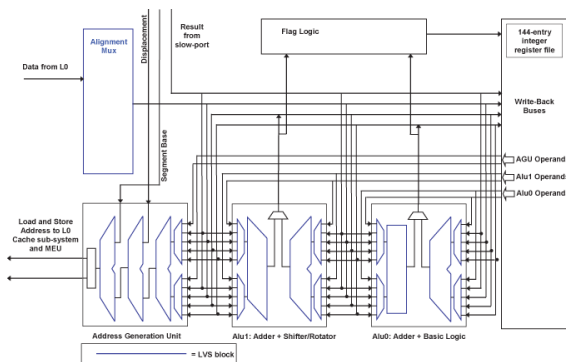 Alignment
Mux
Data from L0
Displacement
Segment Base
Result
from
slow-port
Flag Logic
144-entry
integer
register file
Write-Back
Buses
AGU Operands
Alu1 Operands
Alu0 Operands
Load and Store
Address to L0
Cache sub-system
and MEU
Address Generation Unit
Alu1: Adder + Shifter/Rotator
Alu0: Adder + Basic Logic
= LVS block